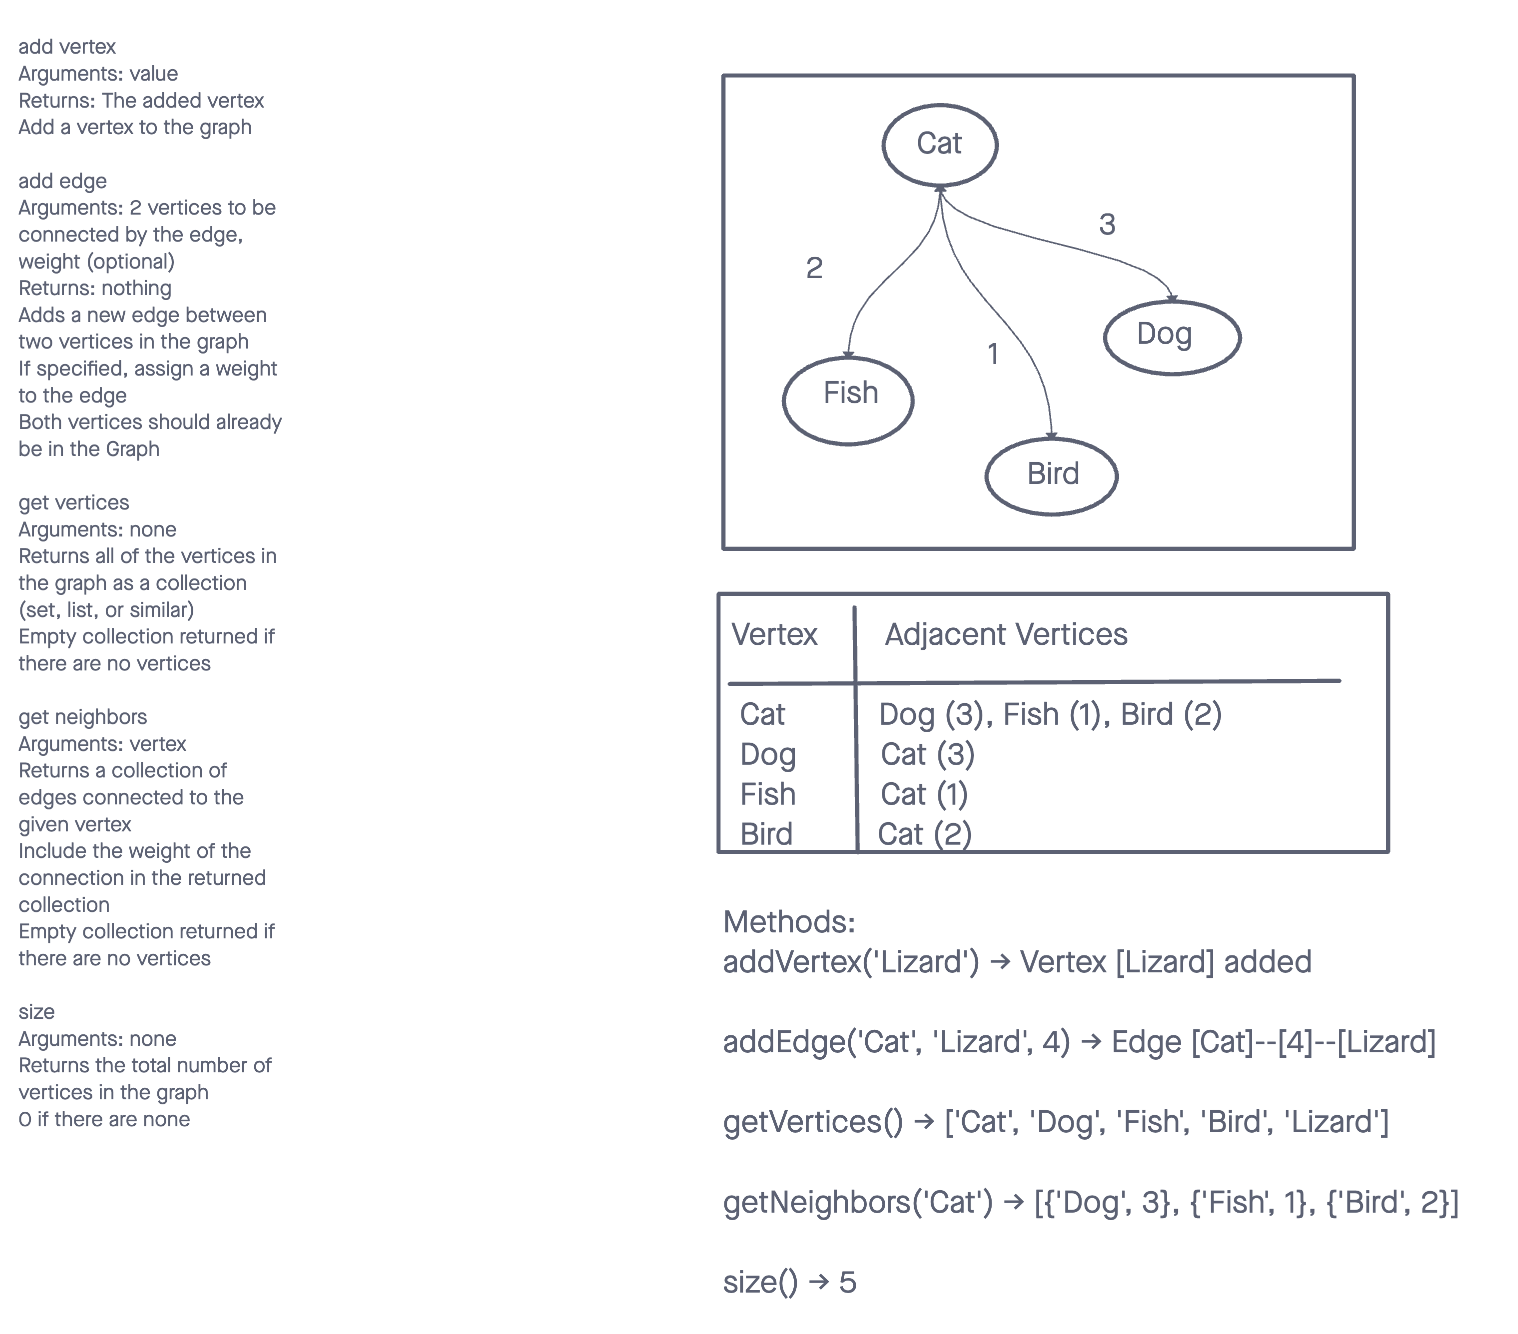 add vertex
Arguments: value
Returns: The added vertex
Add a vertex to the graph
add edge
Arguments: 2 vertices to be
connected by the edge,
weight (optional)
Returns: nothing
Adds a new edge between
two vertices in the graph
If specified, assign a weight
to the edge
Both vertices should already
be in the Graph
get vertices
Arguments: none
Returns all of the vertices in
the graph as a collection
(set, list, or similar)
Empty collection returned if
there are no vertices
get neighbors
Arguments: vertex
Returns a collection of
edges connected to the
given vertex
Include the weight of the
connection in the returned
collection
Empty collection returned if
there are no vertices
size
Arguments: none
Returns the total number of
vertices in the graph
0 if there are none
Cat
3
2
Dog
1
Fish
Bird
Vertex Adjacent Vertices
Cat Dog (3), Fish (1), Bird (2)
Dog Cat (3)
Fish Cat (1)
Bird Cat (2)
Methods:
addVertex('Lizard') → Vertex [Lizard] added
addEdge('Cat', 'Lizard', 4) → Edge [Cat]--[4]--[Lizard]
getVertices() → ['Cat', 'Dog', 'Fish', 'Bird', 'Lizard']
getNeighbors('Cat') → [{'Dog', 3}, {'Fish', 1}, {'Bird', 2}]
size() → 5